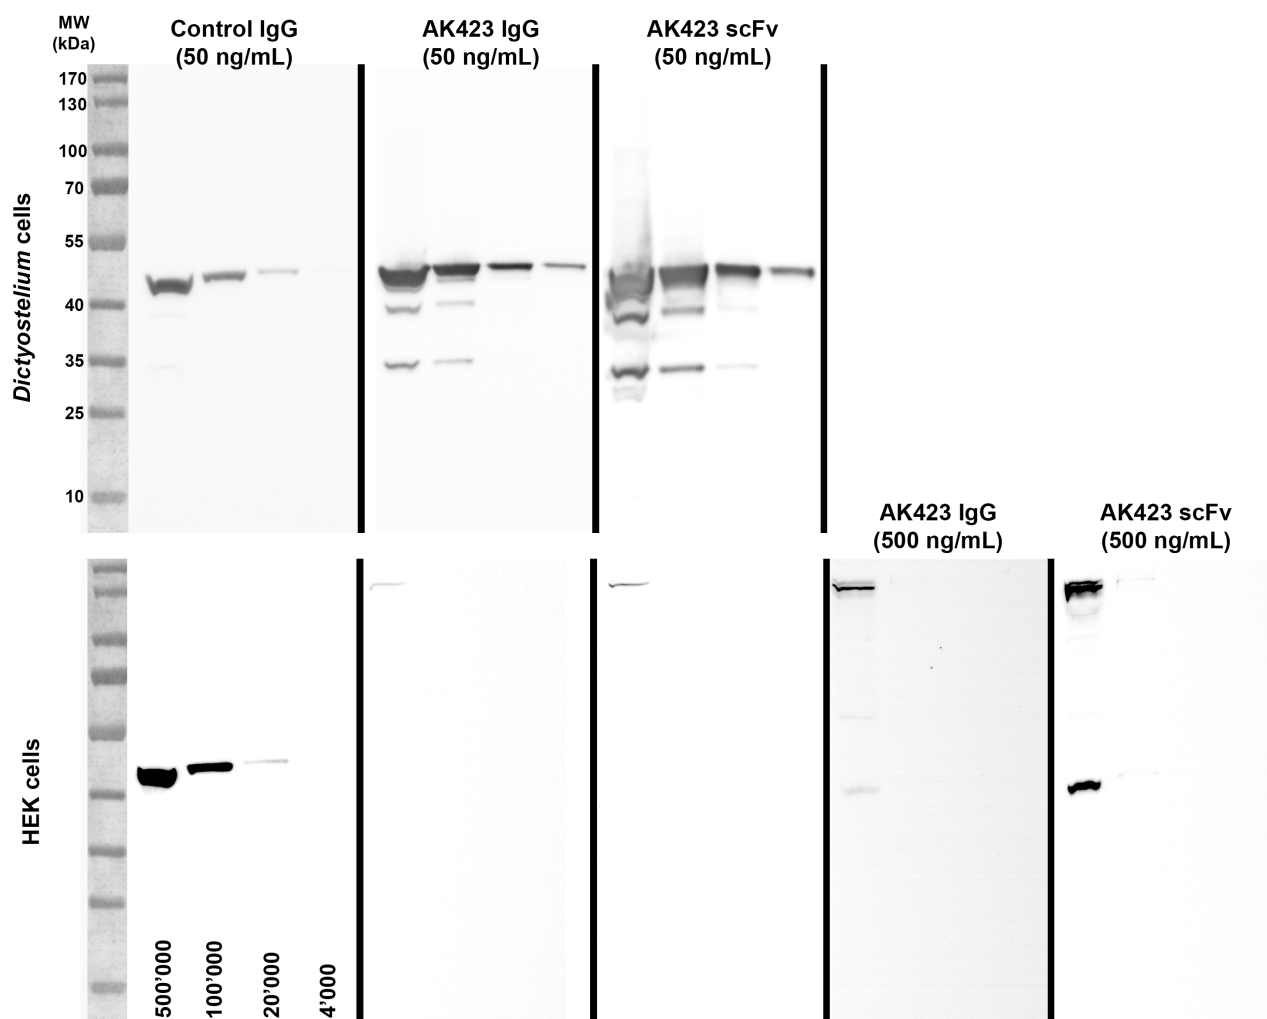 MW
(kDa)
Control IgG
(50 ng/mL)
AK423 IgG
(50 ng/mL)
AK423 scFv
(50 ng/mL)
170
130
100
70
55
40
35
25
10
Dictyostelium cells
AK423 IgG
(500 ng/mL)
AK423 scFv
(500 ng/mL)
HEK cells
500'000
100'000
20'000
4'000